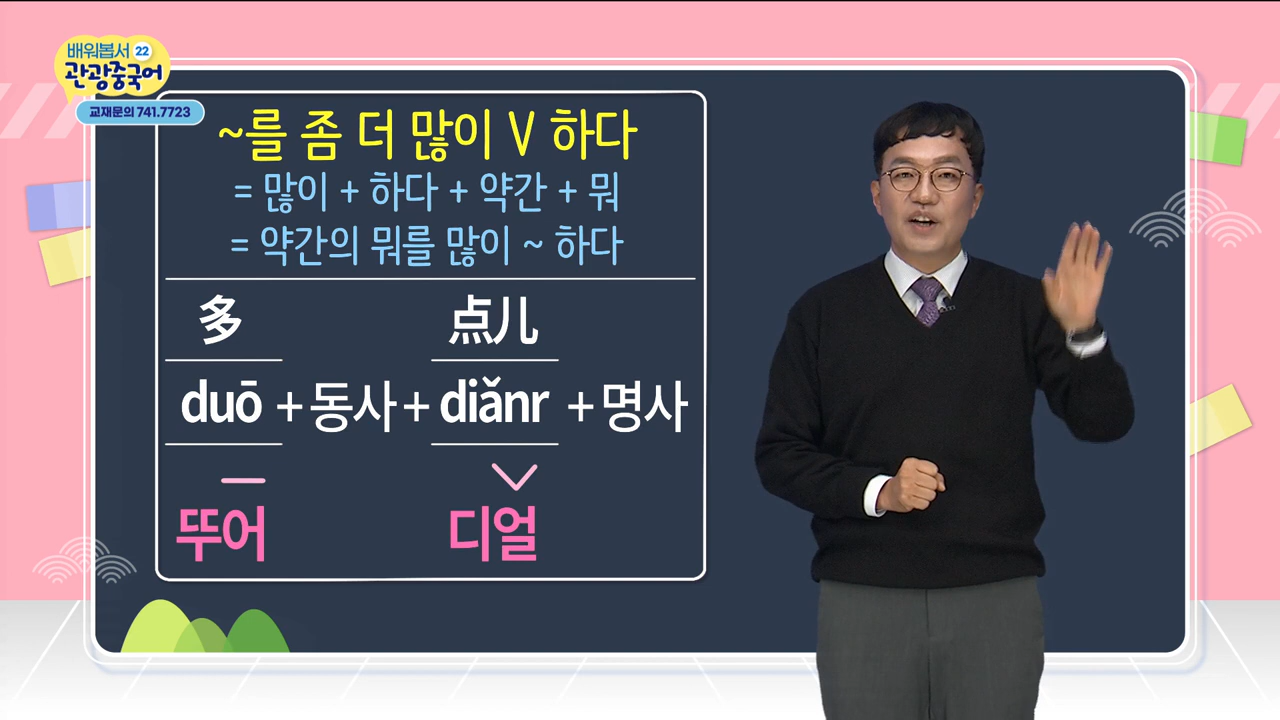 배워봅서 22
관광중국어
교재문의 741.7723
~를 좀 더 많이 V 하다
= 많이 + 하다 + 약간 + 뭐
= 약간의 뭐를 많이 ~ 하다
多 点儿
duō + 동사 + diǎnr + 명사
뚜어 디얼